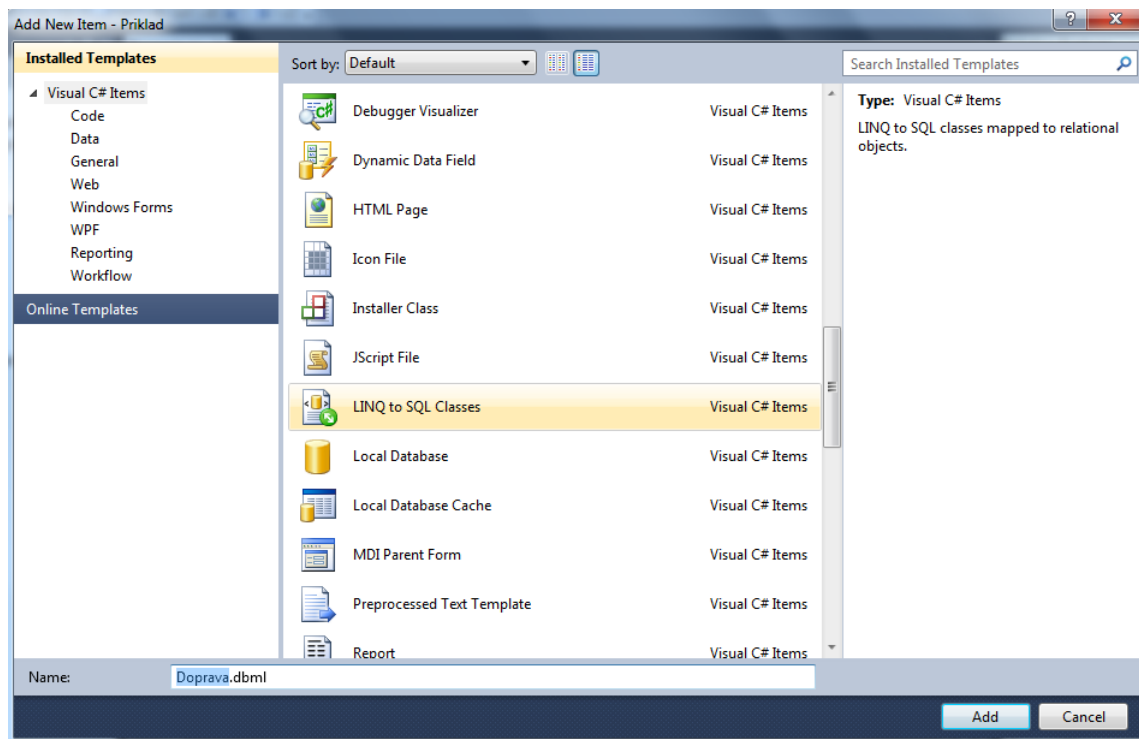 Add New Item - Priklad
Installed Templates
Visual C# Items
Code
Data
General
Web
Windows Forms
WPF
Reporting
Workflow
Online Templates
Sort by: Default
Debugger Visualizer Visual C# Items
Dynamic Data Field Visual C# Items
HTML Page Visual C# Items
Icon File Visual C# Items
Installer Class Visual C# Items
JScript File Visual C# Items
LINQ to SQL Classes Visual C# Items
Local Database Visual C# Items
Local Database Cache Visual C# Items
MDI Parent Form Visual C# Items
Preprocessed Text Template Visual C# Items
Report Visual C# Items
Search Installed Templates
Type: Visual C# Items
LINQ to SQL classes mapped to relational
objects.
Name: Doprava.dbml
Add Cancel